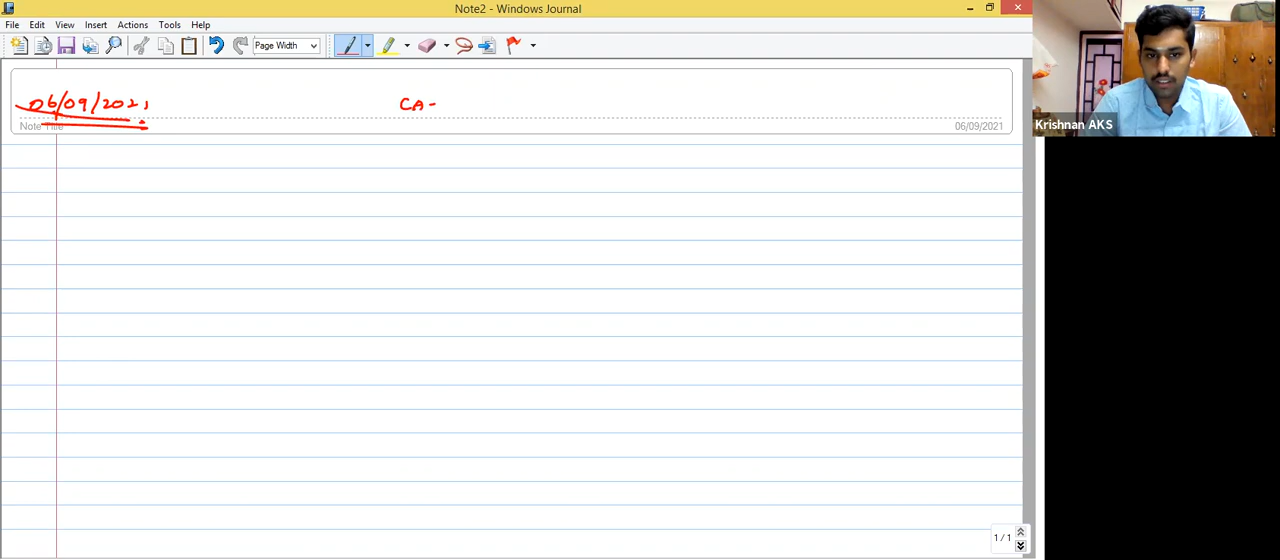 Note2 - Windows Journal
File Edit View Insert Actions Tools Help
Page Width
06/09/2021
CA-
Note Title
06/09/2021
1 / 1
Krishnan AKS